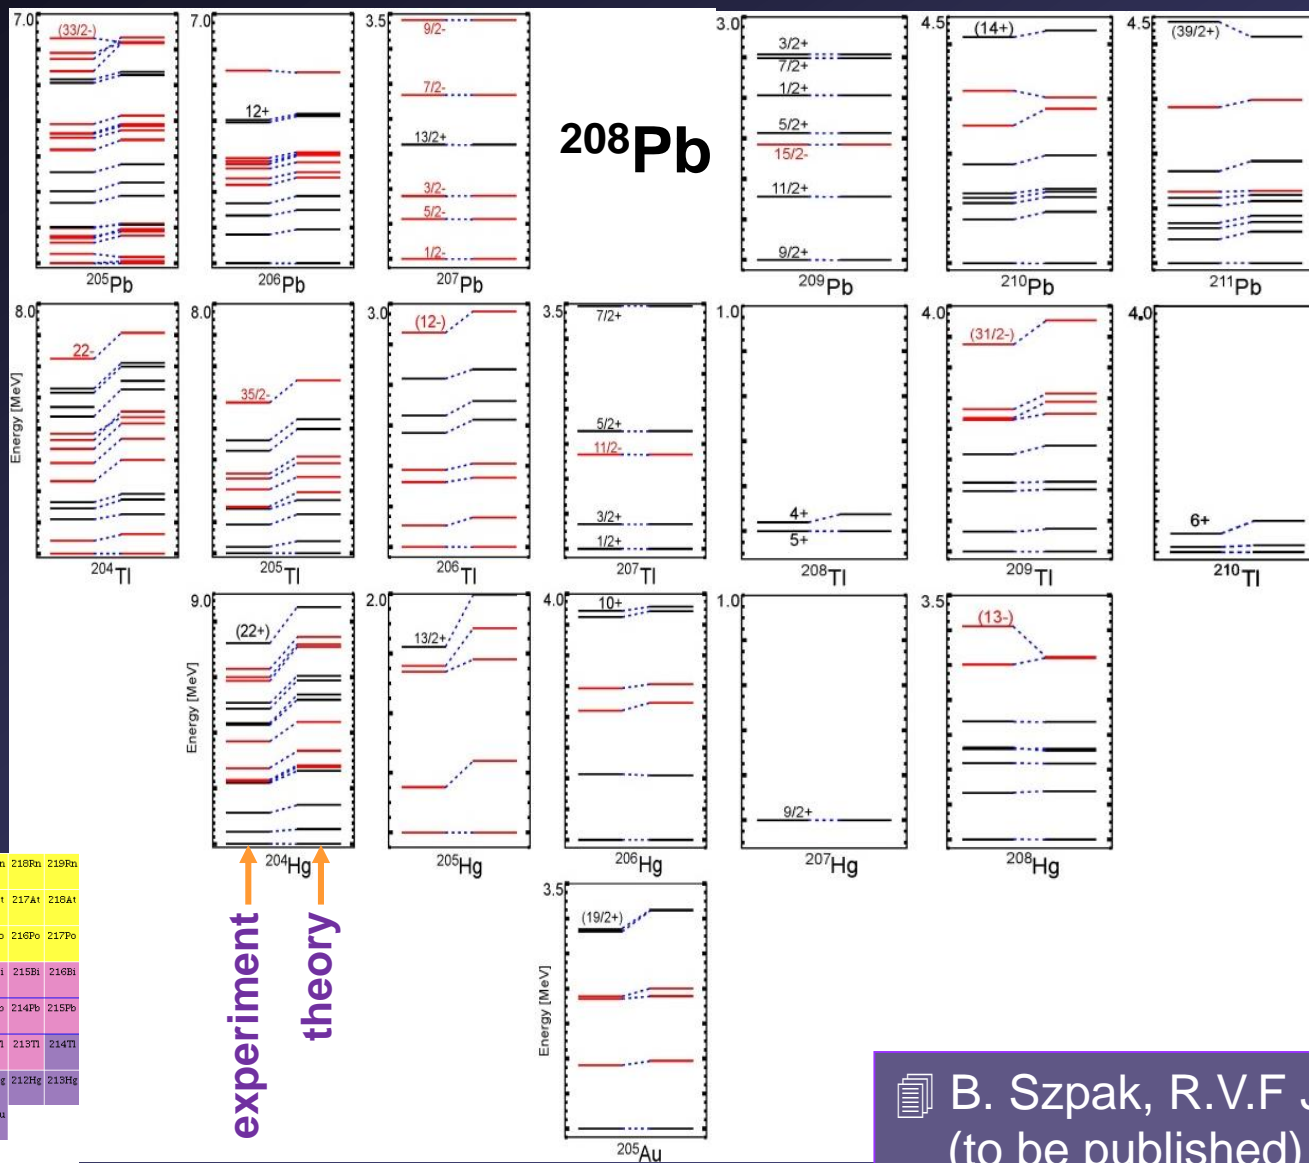 7.0
(33/2-)
205Pb
7.0
12+
206Pb
3.5
9/2-
7/2-
13/2+
3/2-
5/2-
1/2-
207Pb
208Pb
3.0
3/2+
7/2+
1/2+
5/2+
15/2-
11/2+
9/2+
209Pb
4.5
(14+)
210Pb
4.5
(39/2+)
211Pb
Energy [MeV]
8.0
22-
204Tl
8.0
35/2-
205Tl
3.0
(12-)
206Tl
3.5
7/2+
5/2+
11/2-
3/2+
1/2+
207Tl
1.0
4+
5+
208Tl
4.0
(31/2-)
209Tl
4.0
6+
210Tl
Energy [MeV]
9.0
(22+)
204Hg
2.0
13/2+
205Hg
4.0
10+
206Hg
1.0
9/2+
207Hg
3.5
(13-)
208Hg
experiment
theory
Energy [MeV]
3.5
(19/2+)
205Au
218Rn 219Rn
217At 218At
216Po 217Po
215Bi 216Bi
214Pb 215Pb
213Tl 214Tl
212Hg 213Hg
B. Szpak, R.V.F J
(to be published)